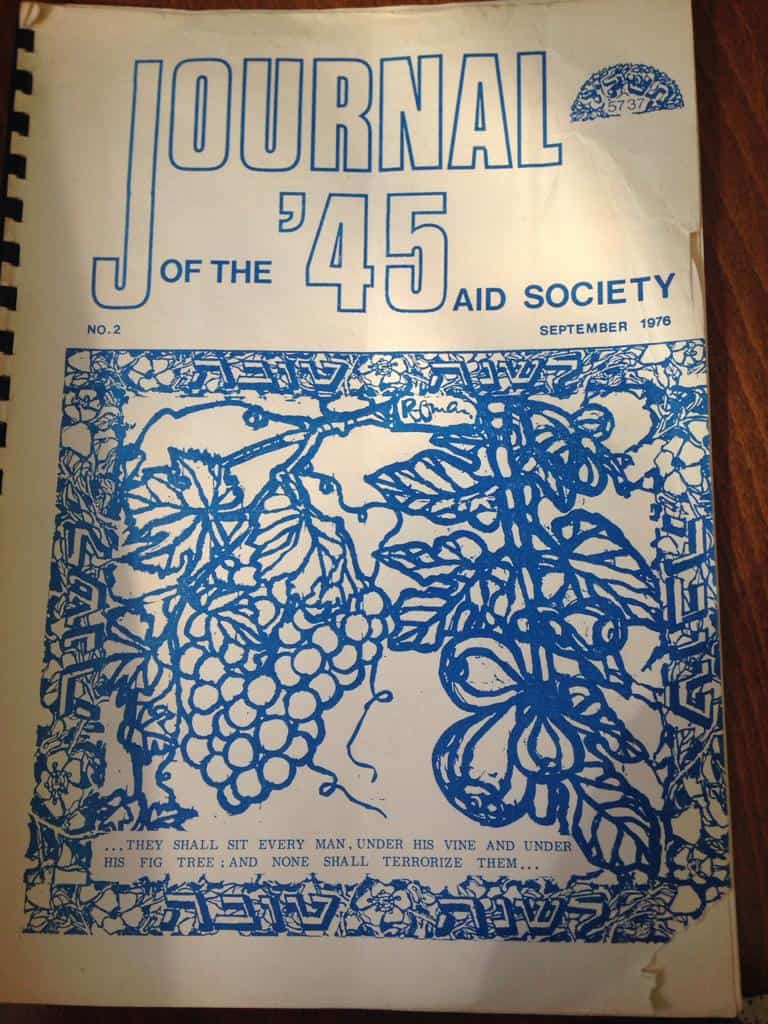 JOURNAL
5737
OF THE '45 AID SOCIETY
NO.2
SEPTEMBER 1976
לשנה טובה
...THEY SHALL SIT EVERY MAN, UNDER HIS VINE AND UNDER
HIS FIG TREE; AND NONE SHALL TERRORIZE THEM...
לשנה טובה